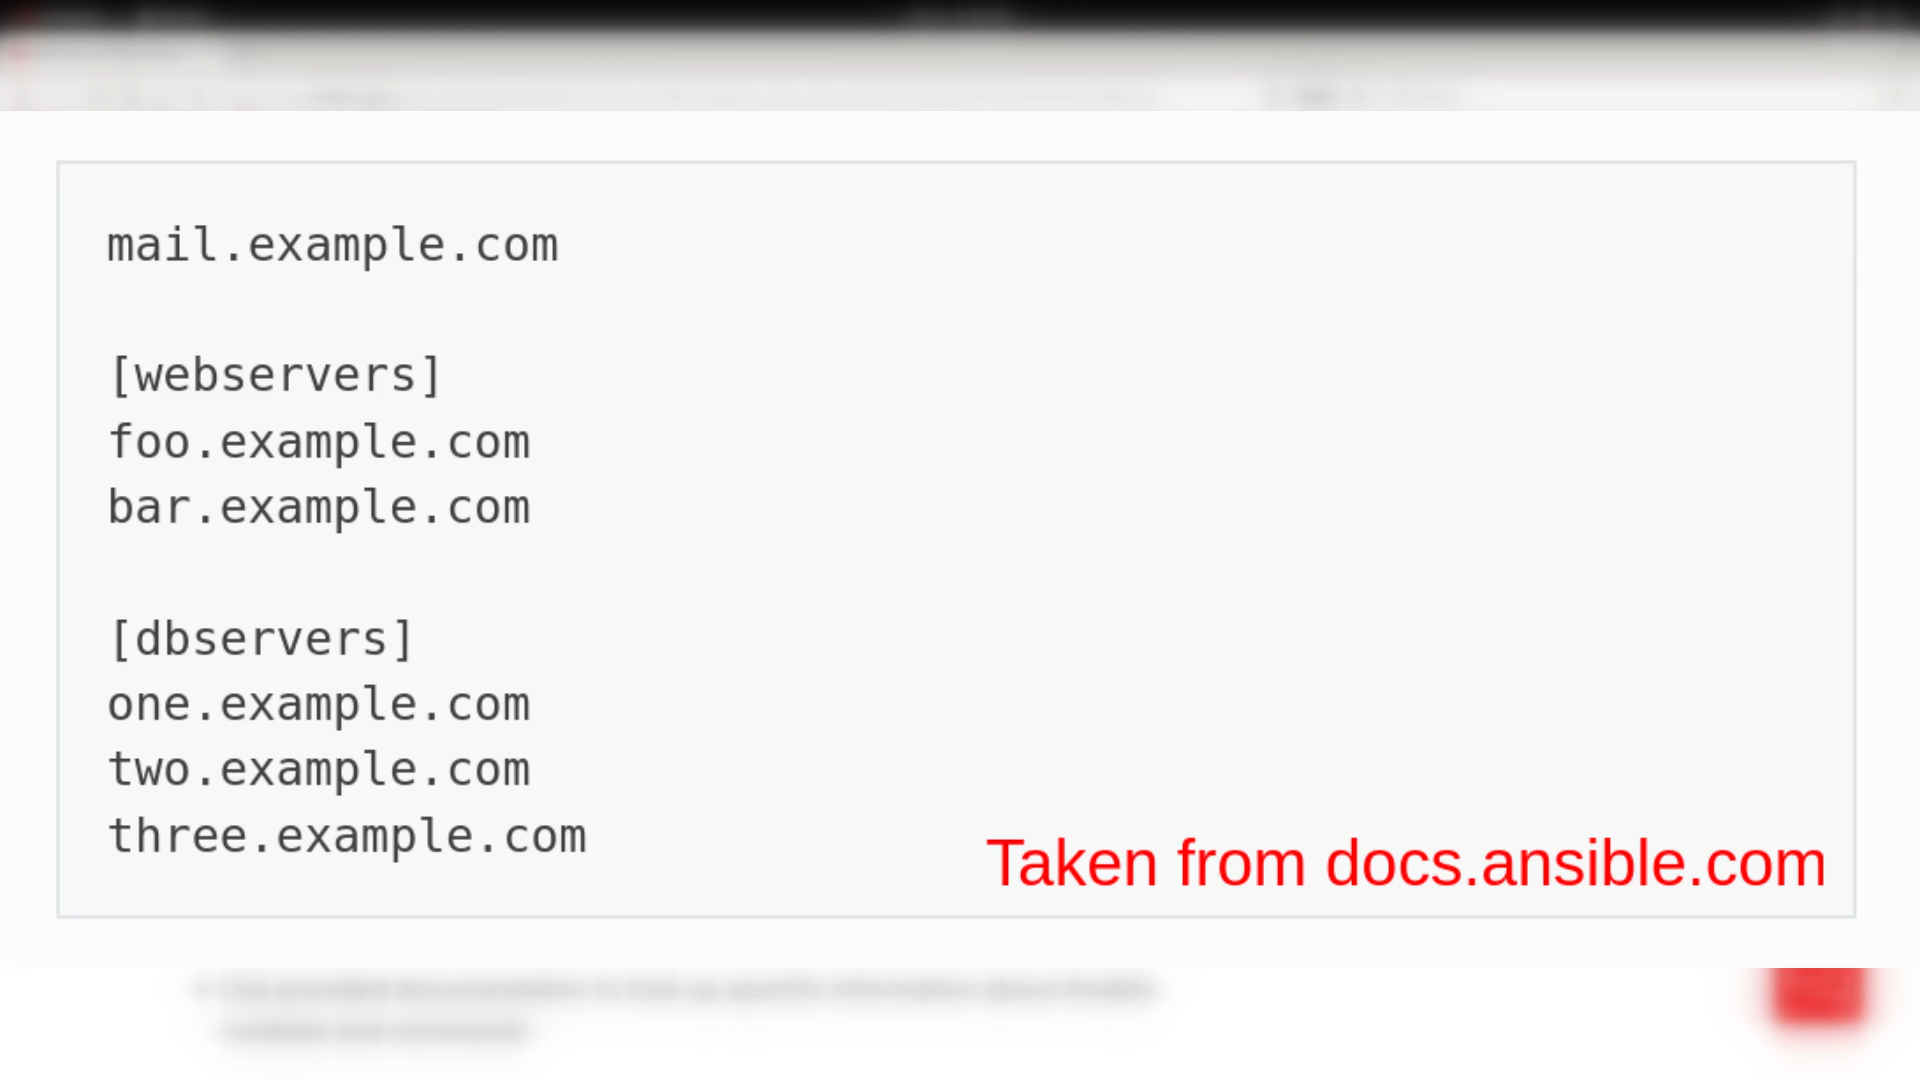 mail.example.com
[webservers]
foo.example.com
bar.example.com
[dbservers]
one.example.com
two.example.com
three.example.com
Taken from docs.ansible.com